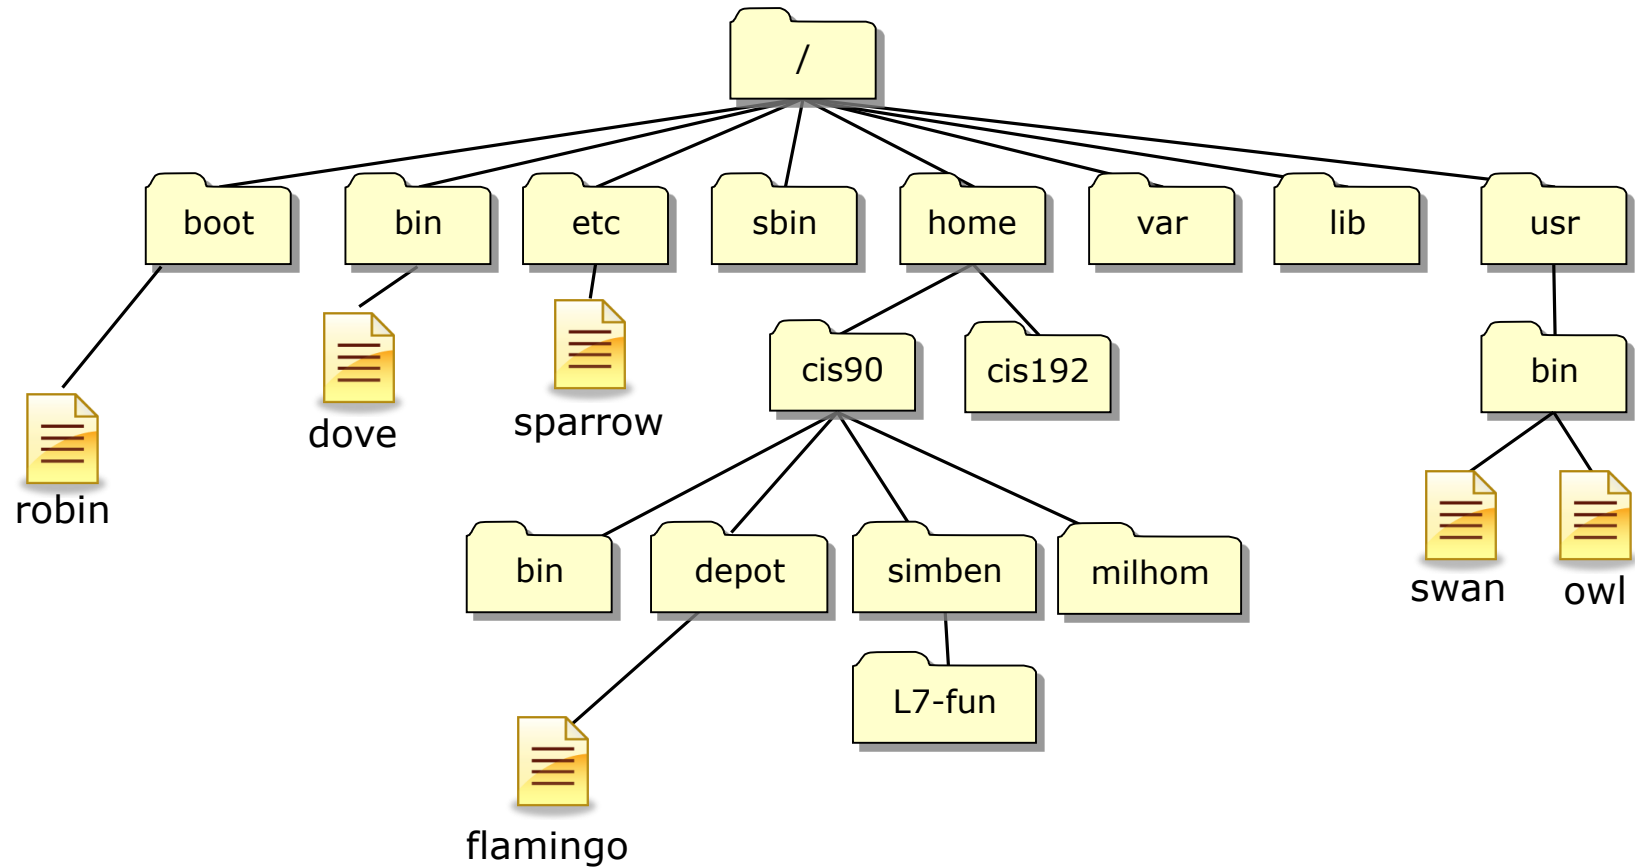 /
boot
bin
etc
sbin
home
var
lib
usr
robin
dove
sparrow
cis90
cis192
bin
swan
owl
bin
depot
simben
milhom
L7-fun
flamingo